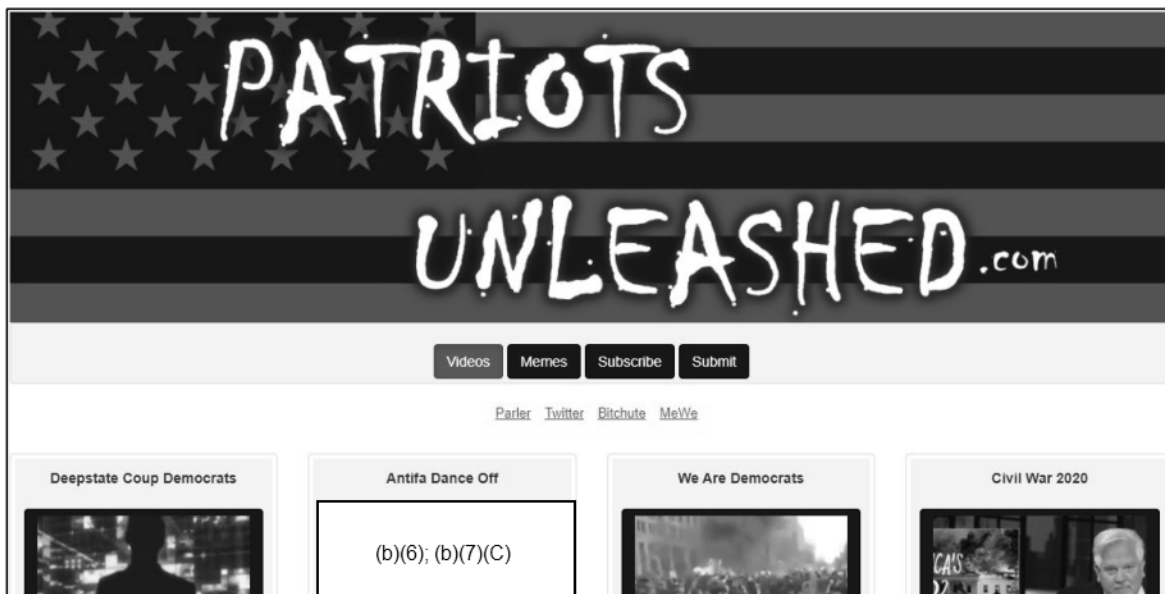 PATRIOTS
UNLEASHED.com
Videos Memes Subscribe Submit
Parler Twitter Bitchute MeWe
Deepstate Coup Democrats Antifa Dance Off We Are Democrats Civil War 2020
(b)(6); (b)(7)(C)